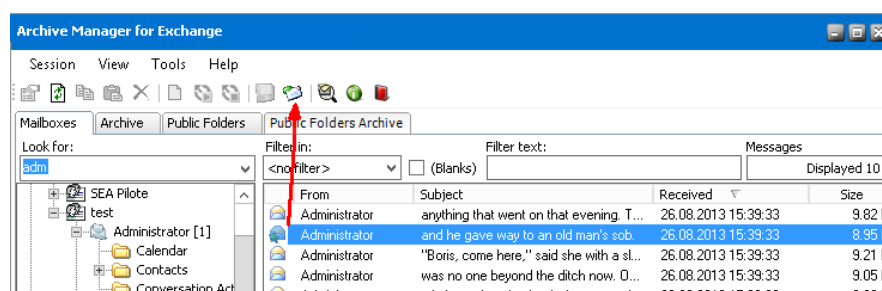 Archive Manager for Exchange
Session View Tools Help
Mailboxes Archive Public Folders Public Folders Archive
Look for: Filter in: Filter text: Messages
adm <no filter> (Blanks) Displayed 10
SEA Pilote From Subject Received Size
test Administrator anything that went on that evening. T... 26.08.2013 15:39:33 9.82
Administrator [1] Administrator and he gave way to an old man's sob. 26.08.2013 15:39:33 8.95
Calendar Administrator "Boris, come here," said she with a sl... 26.08.2013 15:39:33 9.21
Contacts Administrator was no one beyond the ditch now. O... 26.08.2013 15:39:33 9.05
Conversation Act